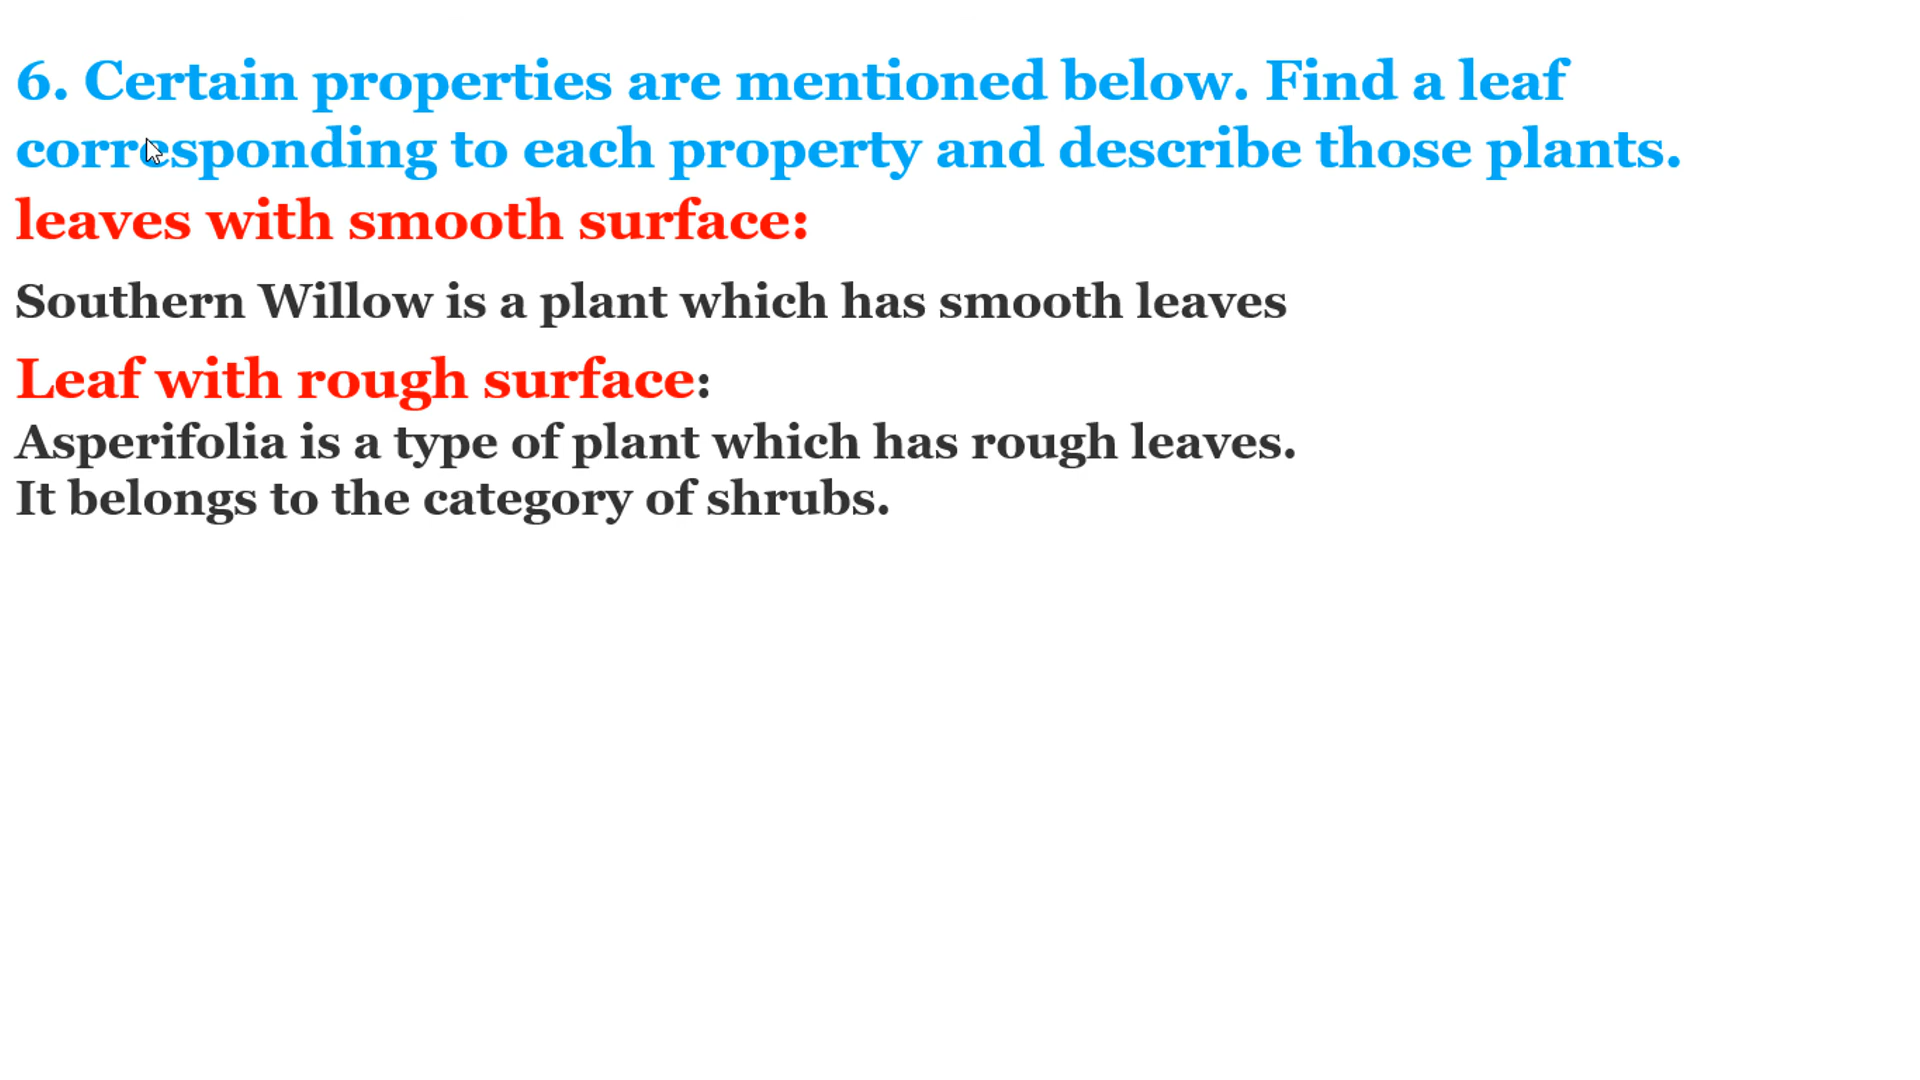 6. Certain properties are mentioned below. Find a leaf
corresponding to each property and describe those plants.
leaves with smooth surface:
Southern Willow is a plant which has smooth leaves
Leaf with rough surface:
Asperifolia is a type of plant which has rough leaves.
It belongs to the category of shrubs.